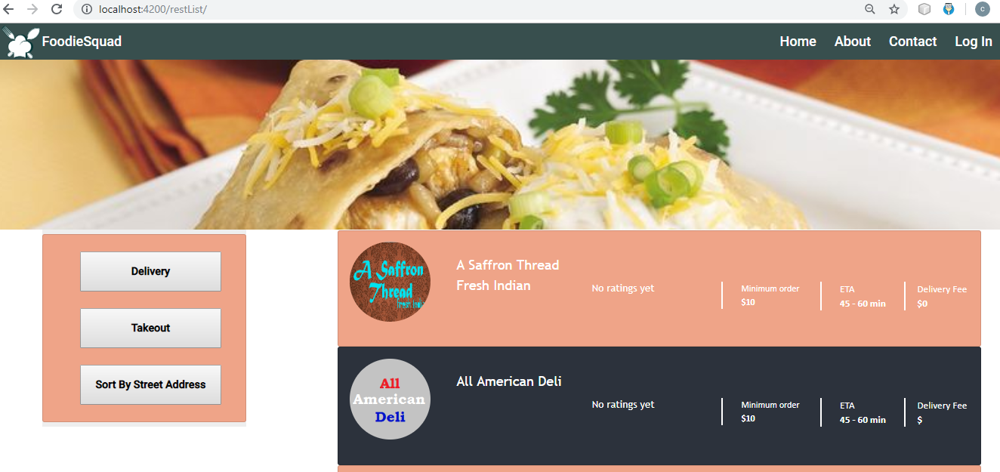 localhost:4200/restList/
C
FoodieSquad
Home About Contact Log In
Delivery
Takeout
Sort By Street Address
A Saffron
Thread
Fresh Indian
A Saffron Thread
Fresh Indian
No ratings yet
Minimum order
$10
ETA
45 - 60 min
Delivery Fee
$0
All
American
Deli
All American Deli
No ratings yet
Minimum order
$10
ETA
45 - 60 min
Delivery Fee
$